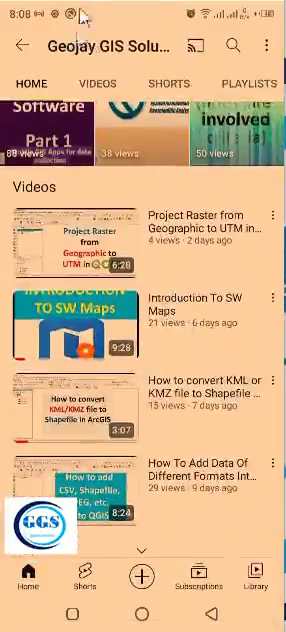 8:08
Geojay GIS Solu...
HOME VIDEOS SHORTS PLAYLISTS
Software
Part 1
88 views
38 views
involved
50 views
Videos
Project Raster from Geographic to UTM in QG
6:28
Project Raster from
Geographic to UTM in...
4 views · 2 days ago
INTRODUCTION
TO SW Maps
9:28
Introduction To SW
Maps
21 views · 6 days ago
How to convert
KML/KMZ file to
Shapefile in ArcGIS
3:07
How to convert KML or
KMZ file to Shapefile ...
15 views · 7 days ago
How to add
CSV, Shapefile,
PEG, etc.
to QGIS
8:24
How To Add Data Of
Different Formats Int...
29 views · 9 days ago
GGS
Home Shorts Subscriptions Library